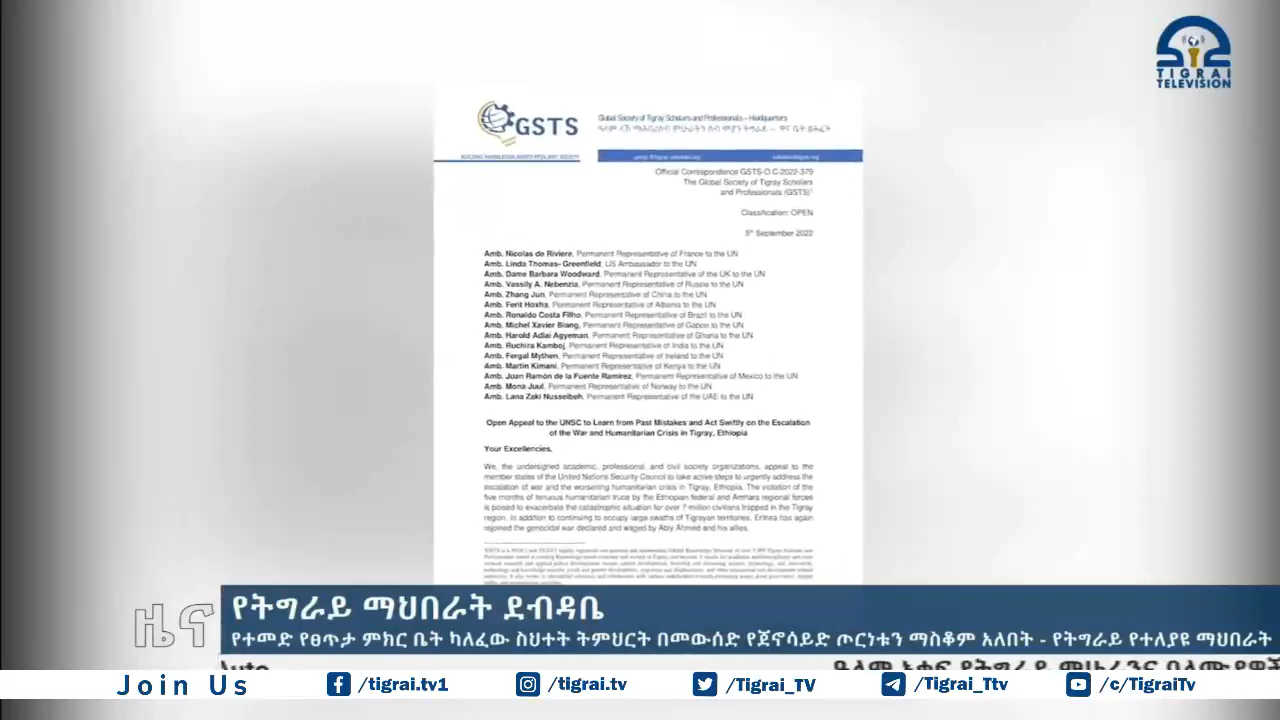 TIGRAI
TELEVISION
GSTS
Global Society of Tigray Scholars and Professionals – Headquarters
BUILDING KNOWLEDGE-BASED RESILIENT SOCIETY
Official Correspondence GSTS-O.C.2022-379
The Global Society of Tigray Scholars
and Professionals (GSTS)¹
Classification: OPEN
5th September 2022
Amb. Nicolas de Riviere, Permanent Representative of France to the UN
Amb. Linda Thomas- Greenfield, US Ambassador to the UN
Amb. Dame Barbara Woodward, Permanent Representative of the UK to the UN
Amb. Vassily A. Nebenzia, Permanent Representative of Russia to the UN
Amb. Zhang Jun, Permanent Representative of China to the UN
Amb. Ferit Hoxha, Permanent Representative of Albania to the UN
Amb. Ronaldo Costa Filho, Permanent Representative of Brazil to the UN
Amb. Michel Xavier Biang, Permanent Representative of Gabon to the UN
Amb. Harold Adlai Agyeman, Permanent Representative of Ghana to the UN
Amb. Ruchira Kamboj, Permanent Representative of India to the UN
Amb. Fergal Mythen, Permanent Representative of Ireland to the UN
Amb. Martin Kimani, Permanent Representative of Kenya to the UN
Amb. Juan Ramón de la Fuente Ramirez, Permanent Representative of Mexico to the UN
Amb. Mona Juul, Permanent Representative of Norway to the UN
Amb. Lana Zaki Nusseibeh, Permanent Representative of the UAE to the UN
Open Appeal to the UNSC to Learn from Past Mistakes and Act Swiftly on the Escalation
of the War and Humanitarian Crisis in Tigray, Ethiopia
Your Excellencies,
We, the undersigned academic, professional, and civil society organizations, appeal to the
member states of the United Nations Security Council to take active steps to urgently address the
escalation of war and the worsening humanitarian crisis in Tigray, Ethiopia. The violation of the
five months of tenuous humanitarian truce by the Ethiopian federal and Amhara regional forces
is poised to exacerbate the catastrophic situation for over 7 million civilians trapped in the Tigray
region. In addition to continuing to occupy large swaths of Tigrayan territories, Eritrea has again
rejoined the genocidal war declared and waged by Abiy Ahmed and his allies.
ዜና
የትግራይ ማህበራት ደብዳቤ
የተመድ የፀጥታ ምክር ቤት ካለፈው ስህተት ትምህርት በመውሰድ የጀኖሳይድ ጦርነቱን ማስቆም አለበት - የትግራይ የተለያዩ ማህበራት
Join Us
/tigrai.tv1
/tigrai.tv
/Tigrai_TV
/Tigrai_Ttv
/c/TigraiTv